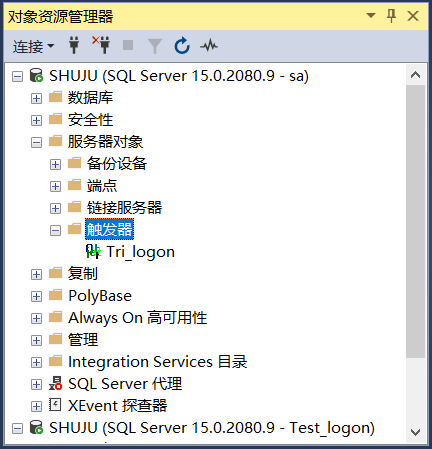 对象资源管理器
连接
SHUJU (SQL Server 15.0.2080.9 - sa)
数据库
安全性
服务器对象
备份设备
端点
链接服务器
触发器
Tri_logon
复制
PolyBase
Always On 高可用性
管理
Integration Services 目录
SQL Server 代理
XEvent 探查器
SHUJU (SQL Server 15.0.2080.9 - Test_logon)